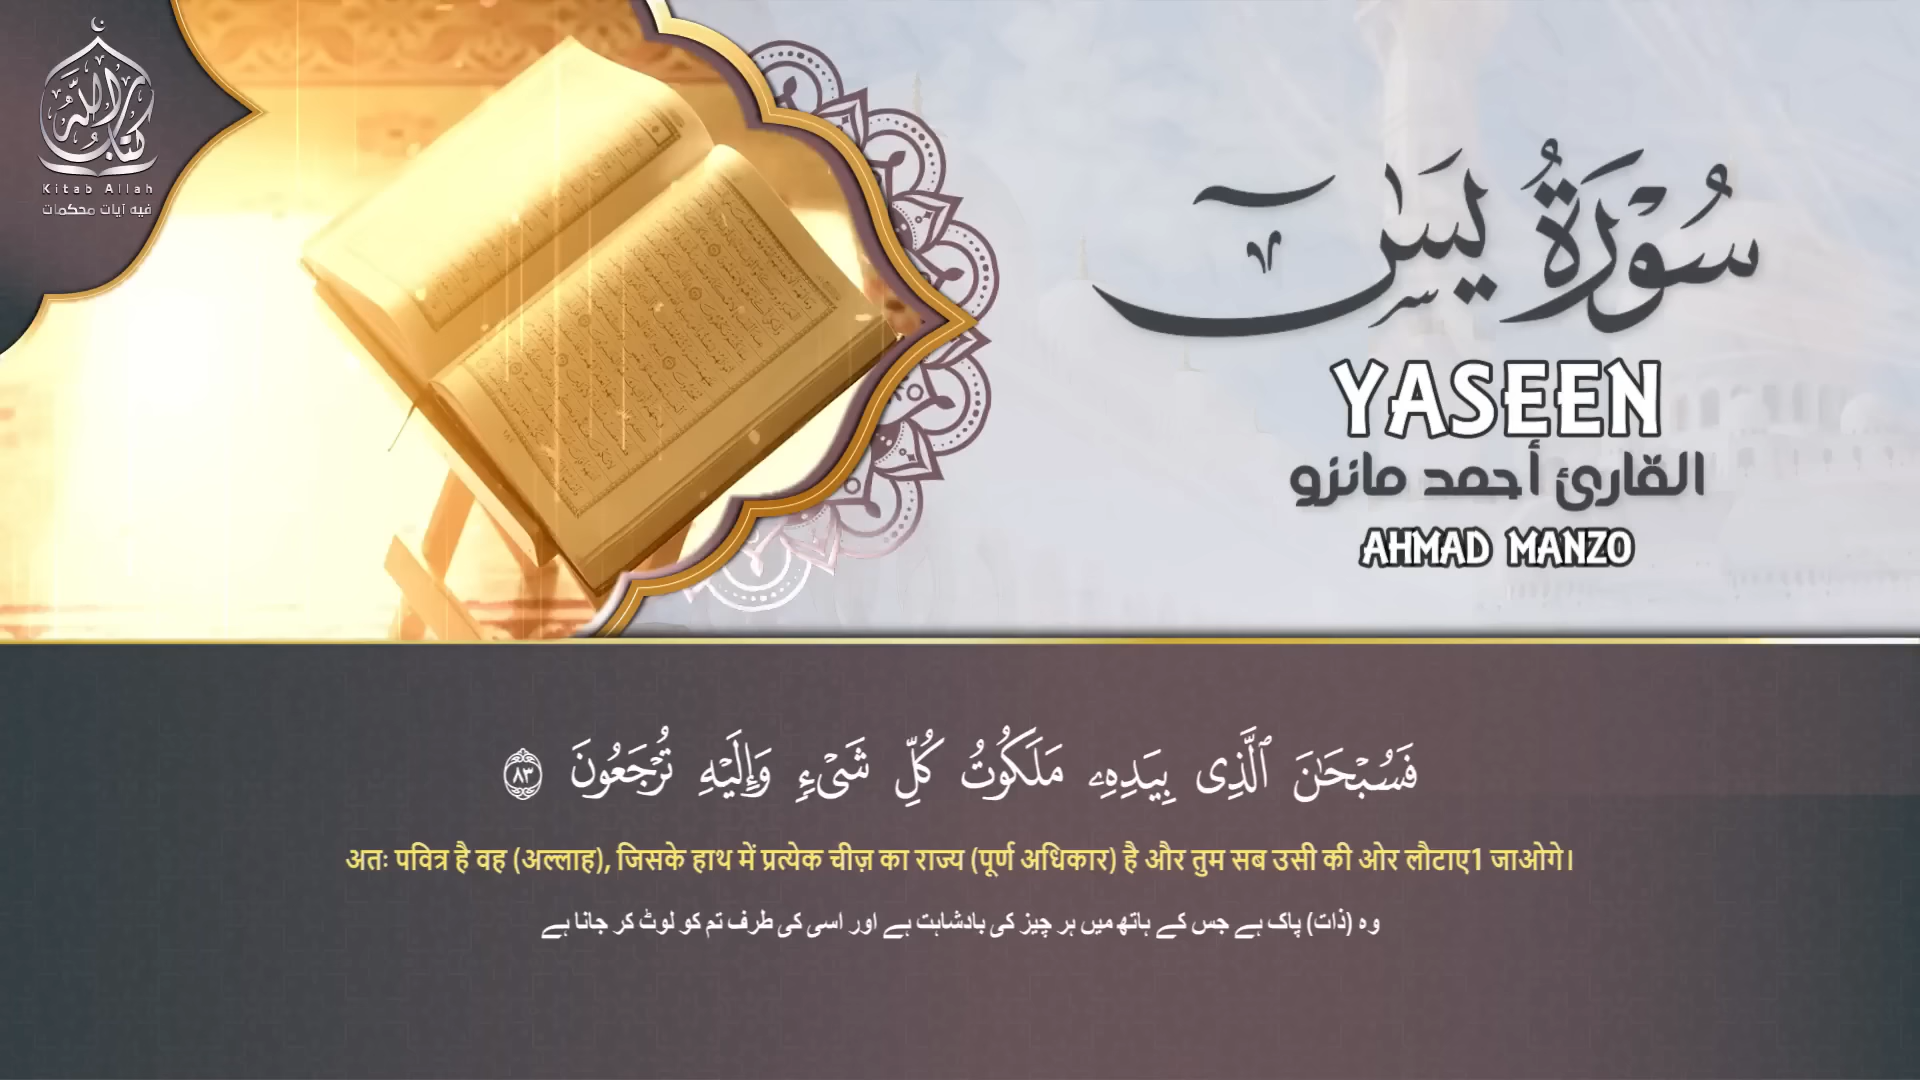 كتاب الله
Kitab Allah
فيه آيات محكمات
سُورَةُ يسٓ
YASEEN
القارئ أحمد مانزو
AHMAD MANZO
فَسُبْحَٰنَ ٱلَّذِى بِيَدِهِۦ مَلَكُوتُ كُلِّ شَىْءٍ وَإِلَيْهِ تُرْجَعُونَ ٨٣
अतः पवित्र है वह (अल्लाह), जिसके हाथ में प्रत्येक चीज़ का राज्य (पूर्ण अधिकार) है और तुम सब उसी की ओर लौटाए1 जाओगे।
وہ (ذات) پاک ہے جس کے ہاتھ میں ہر چیز کی بادشاہت ہے اور اسی کی طرف تم کو لوٹ کر جانا ہے